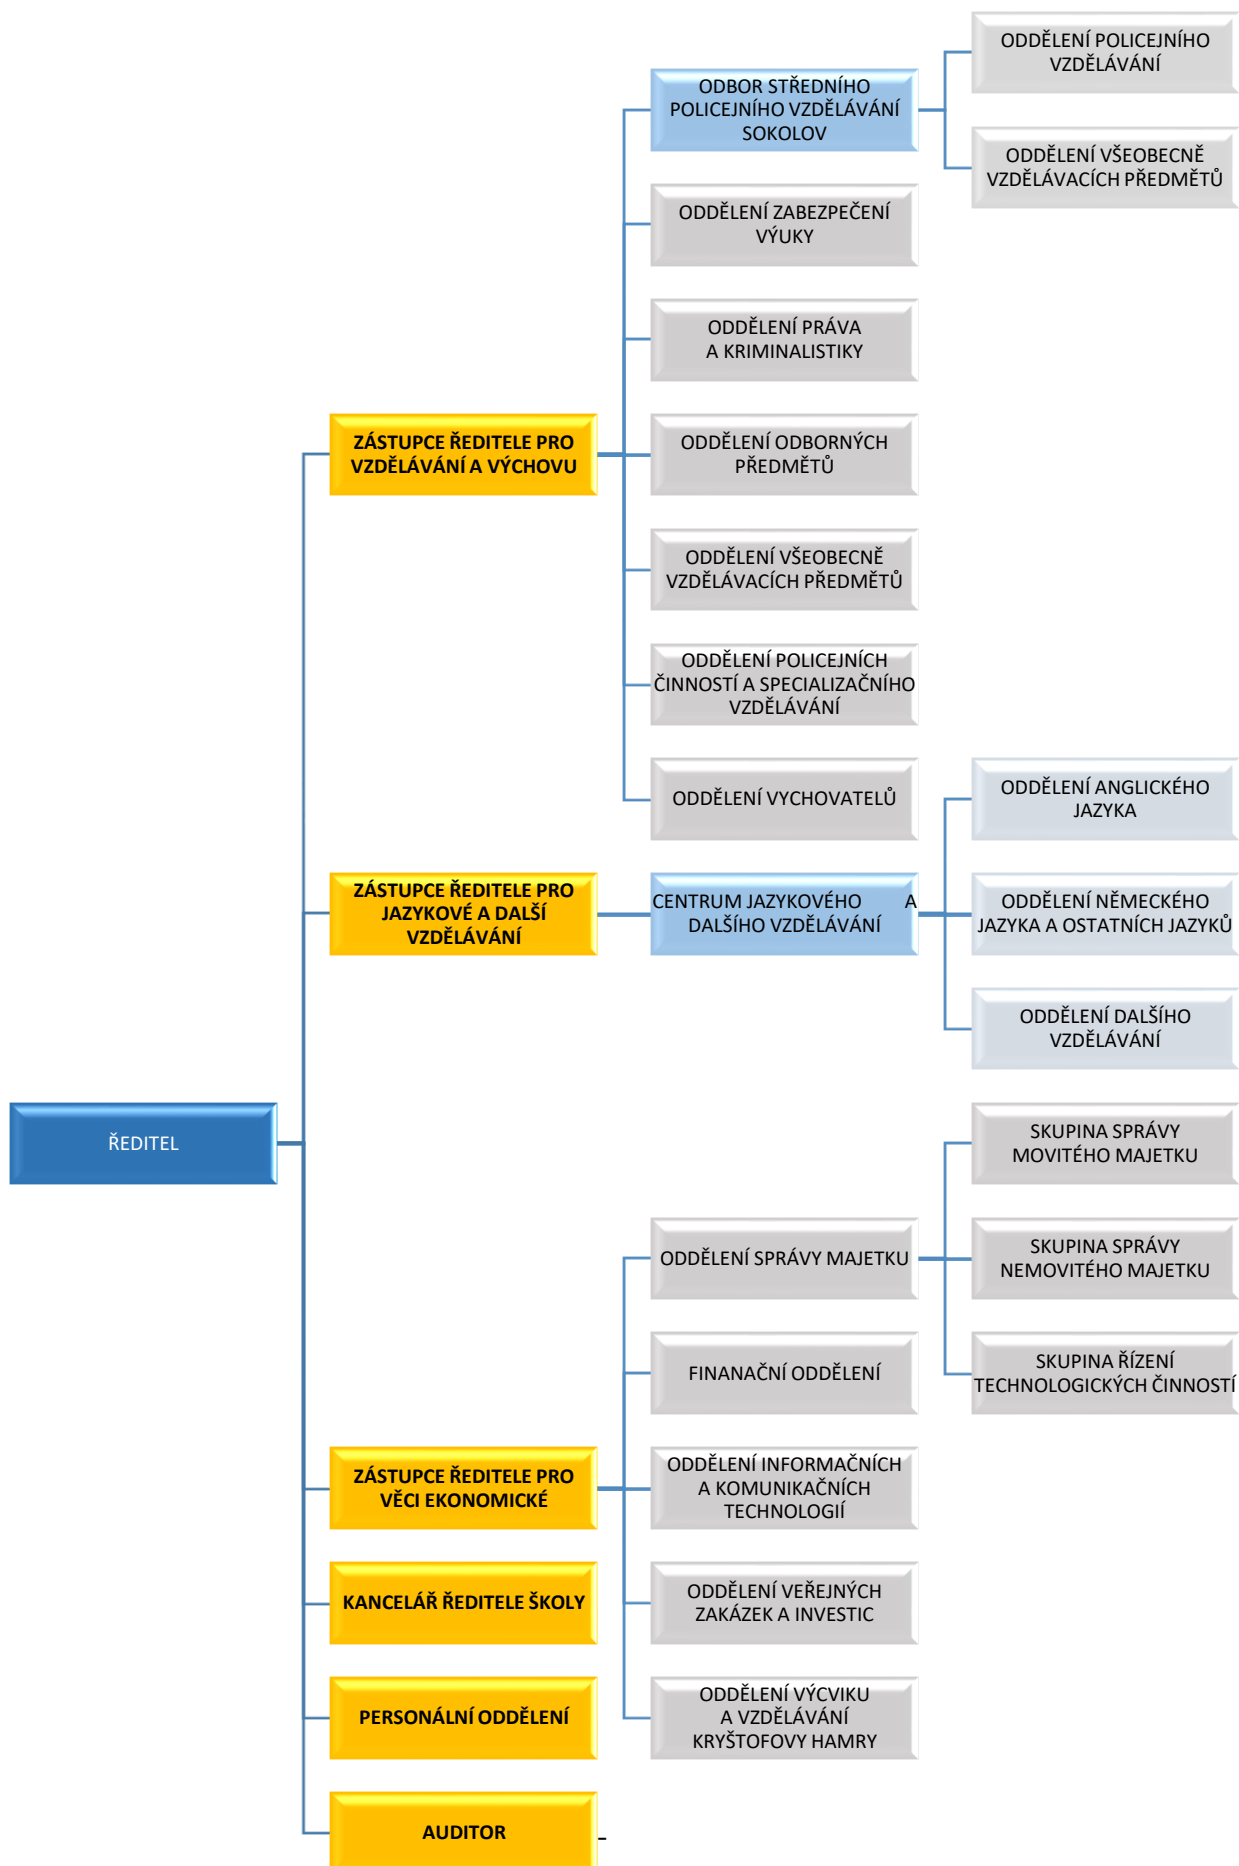 ŘEDITEL
ZÁSTUPCE ŘEDITELE PRO
VZDĚLÁVÁNÍ A VÝCHOVU
ODBOR STŘEDNÍHO
POLICEJNÍHO VZDĚLÁVÁNÍ
SOKOLOV
ODDĚLENÍ POLICEJNÍHO
VZDĚLÁVÁNÍ
ODDĚLENÍ VŠEOBECNĚ
VZDĚLÁVACÍCH PŘEDMĚTŮ
ODDĚLENÍ ZABEZPEČENÍ
VÝUKY
ODDĚLENÍ PRÁVA
A KRIMINALISTIKY
ODDĚLENÍ ODBORNÝCH
PŘEDMĚTŮ
ODDĚLENÍ VŠEOBECNĚ
VZDĚLÁVACÍCH PŘEDMĚTŮ
ODDĚLENÍ POLICEJNÍCH
ČINNOSTÍ A SPECIALIZAČNÍHO
VZDĚLÁVÁNÍ
ODDĚLENÍ VYCHOVATELŮ
ZÁSTUPCE ŘEDITELE PRO
JAZYKOVÉ A DALŠÍ
VZDĚLÁVÁNÍ
CENTRUM JAZYKOVÉHO A
DALŠÍHO VZDĚLÁVÁNÍ
ODDĚLENÍ ANGLICKÉHO
JAZYKA
ODDĚLENÍ NĚMECKÉHO
JAZYKA A OSTATNÍCH JAZYKŮ
ODDĚLENÍ DALŠÍHO
VZDĚLÁVÁNÍ
ZÁSTUPCE ŘEDITELE PRO
VĚCI EKONOMICKÉ
ODDĚLENÍ SPRÁVY MAJETKU
SKUPINA SPRÁVY
MOVITÉHO MAJETKU
SKUPINA SPRÁVY
NEMOVITÉHO MAJETKU
SKUPINA ŘÍZENÍ
TECHNOLOGICKÝCH ČINNOSTÍ
FINANAČNÍ ODDĚLENÍ
ODDĚLENÍ INFORMAČNÍCH
A KOMUNIKAČNÍCH
TECHNOLOGIÍ
ODDĚLENÍ VEŘEJNÝCH
ZAKÁZEK A INVESTIC
ODDĚLENÍ VÝCVIKU
A VZDĚLÁVÁNÍ
KRYŠTOFOVY HAMRY
KANCELÁŘ ŘEDITELE ŠKOLY
PERSONÁLNÍ ODDĚLENÍ
AUDITOR